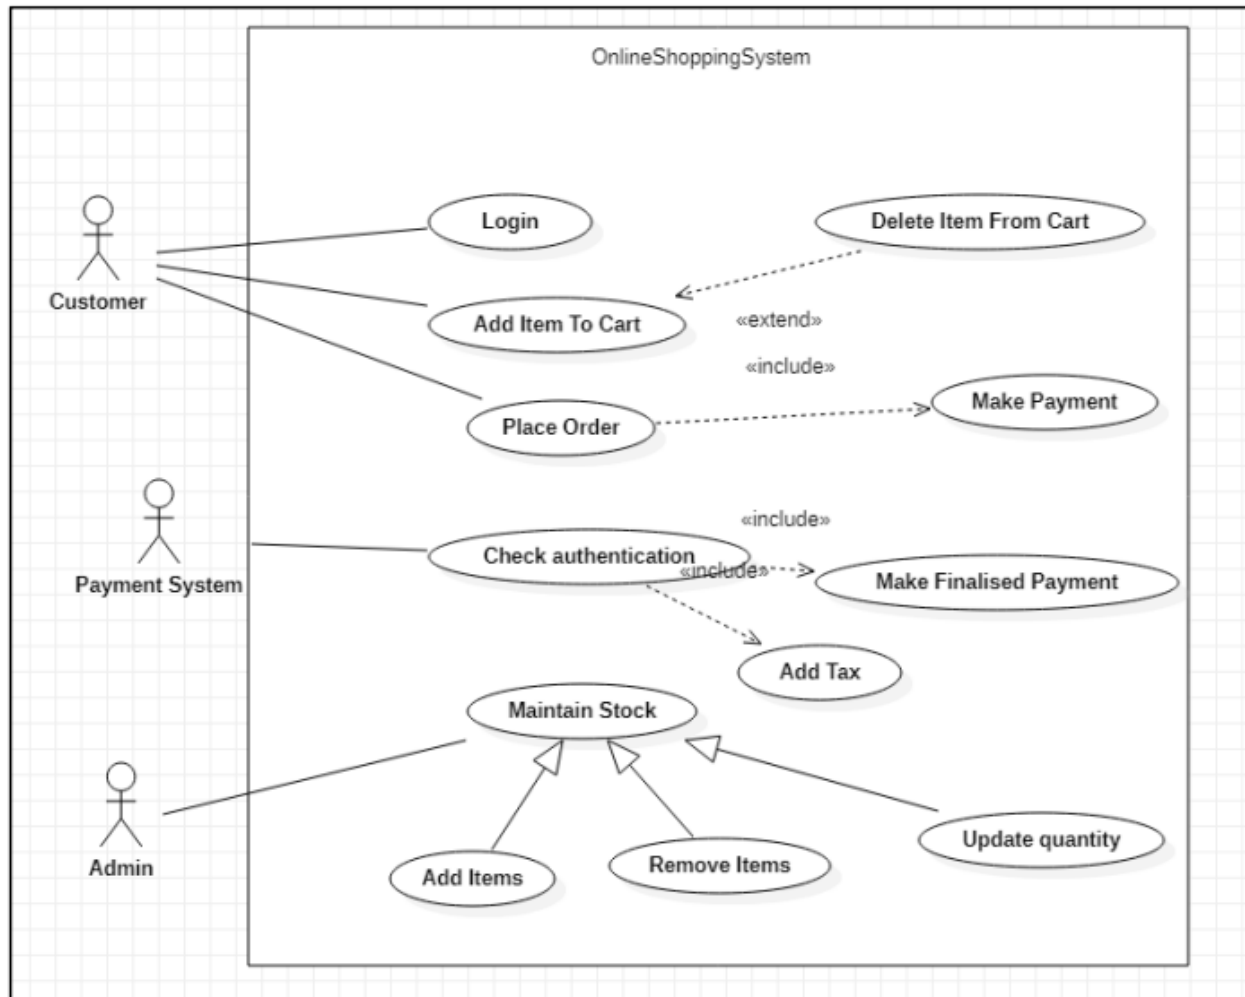 OnlineShoppingSystem
Login
Delete Item From Cart
Customer
Add Item To Cart
«extend»
«include»
Make Payment
Place Order
«include»
Check authentication
«include»
Make Finalised Payment
Payment System
Add Tax
Maintain Stock
Update quantity
Admin
Add Items
Remove Items